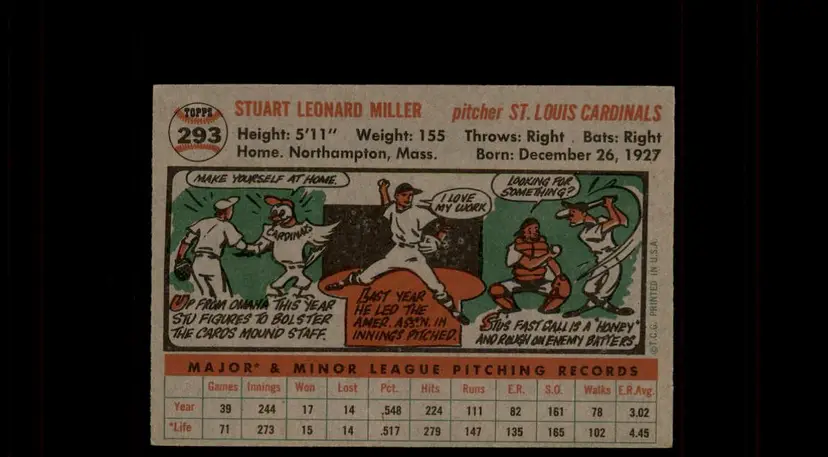 TOPPS
293
STUART LEONARD MILLER pitcher ST. LOUIS CARDINALS
Height: 5'11" Weight: 155 Throws: Right Bats: Right
Home. Northampton, Mass. Born: December 26, 1927
MAKE YOURSELF AT HOME.
CARDINALS
UP FROM OMAHA THIS YEAR
STU FIGURES TO BOLSTER
THE CARDS MOUND STAFF.
I LOVE
MY WORK
LAST YEAR
HE LED THE
AMER. ASS'N. IN
INNINGS PITCHED.
LOOKING FOR
SOMETHING?
STU'S FAST BALL IS A "HONEY"
AND ROUGH ON ENEMY BATTERS.
© T.C.G. PRINTED IN U.S.A.
MAJOR* & MINOR LEAGUE PITCHING RECORDS
Games Innings Won Lost Pct. Hits Runs E.R. S.O. Walks E.R.Avg.
Year 39 244 17 14 .548 224 111 82 161 78 3.02
*Life 71 273 15 14 .517 279 147 135 165 102 4.45